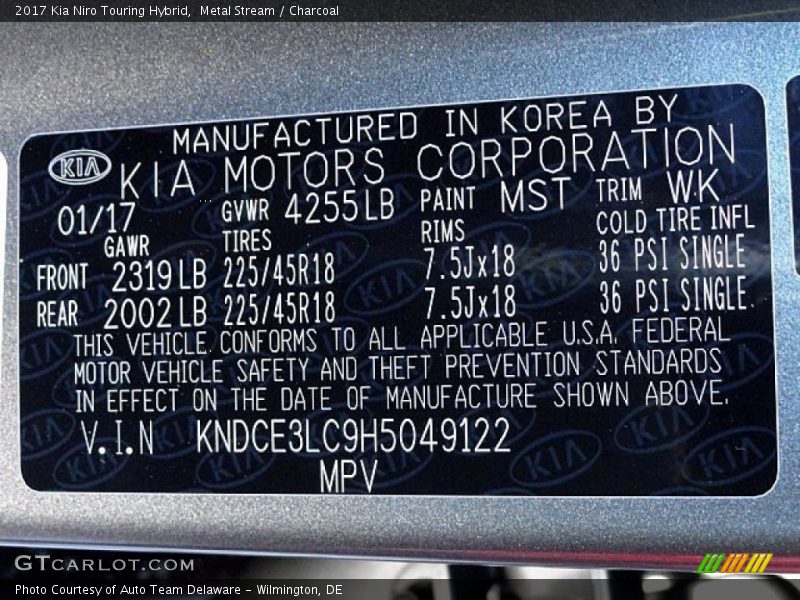 2017 Kia Niro Touring Hybrid,  Metal Stream / Charcoal
MANUFACTURED IN KOREA BY
KIA KIA MOTORS CORPORATION
01/17 GVWR 4255LB PAINT MST TRIM WK
GAWR TIRES RIMS COLD TIRE INFL
FRONT 2319LB 225/45R18 7.5Jx18 36 PSI SINGLE
REAR 2002LB 225/45R18 7.5Jx18 36 PSI SINGLE
THIS VEHICLE CONFORMS TO ALL APPLICABLE U.S.A. FEDERAL
MOTOR VEHICLE SAFETY AND THEFT PREVENTION STANDARDS
IN EFFECT ON THE DATE OF MANUFACTURE SHOWN ABOVE.
V.I.N KNDCE3LC9H5049122
MPV
GTCARLOT.COM
Photo Courtesy of Auto Team Delaware - Wilmington, DE